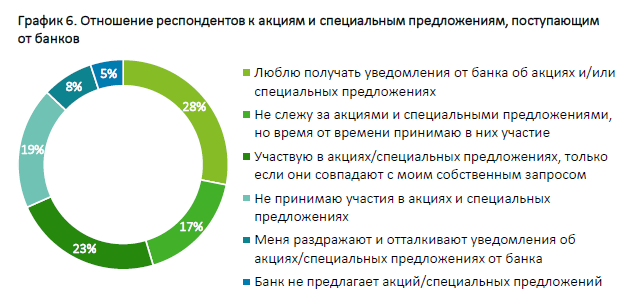 График 6. Отношение респондентов к акциям и специальным предложениям, поступающим
от банков
5%
8%
28%
19%
17%
23%
Люблю получать уведомления от банка об акциях и/или
специальных предложениях
Не слежу за акциями и специальными предложениями,
но время от времени принимаю в них участие
Участвую в акциях/специальных предложениях, только
если они совпадают с моим собственным запросом
Не принимаю участия в акциях и специальных
предложениях
Меня раздражают и отталкивают уведомления об
акциях/специальных предложениях от банка
Банк не предлагает акций/специальных предложений